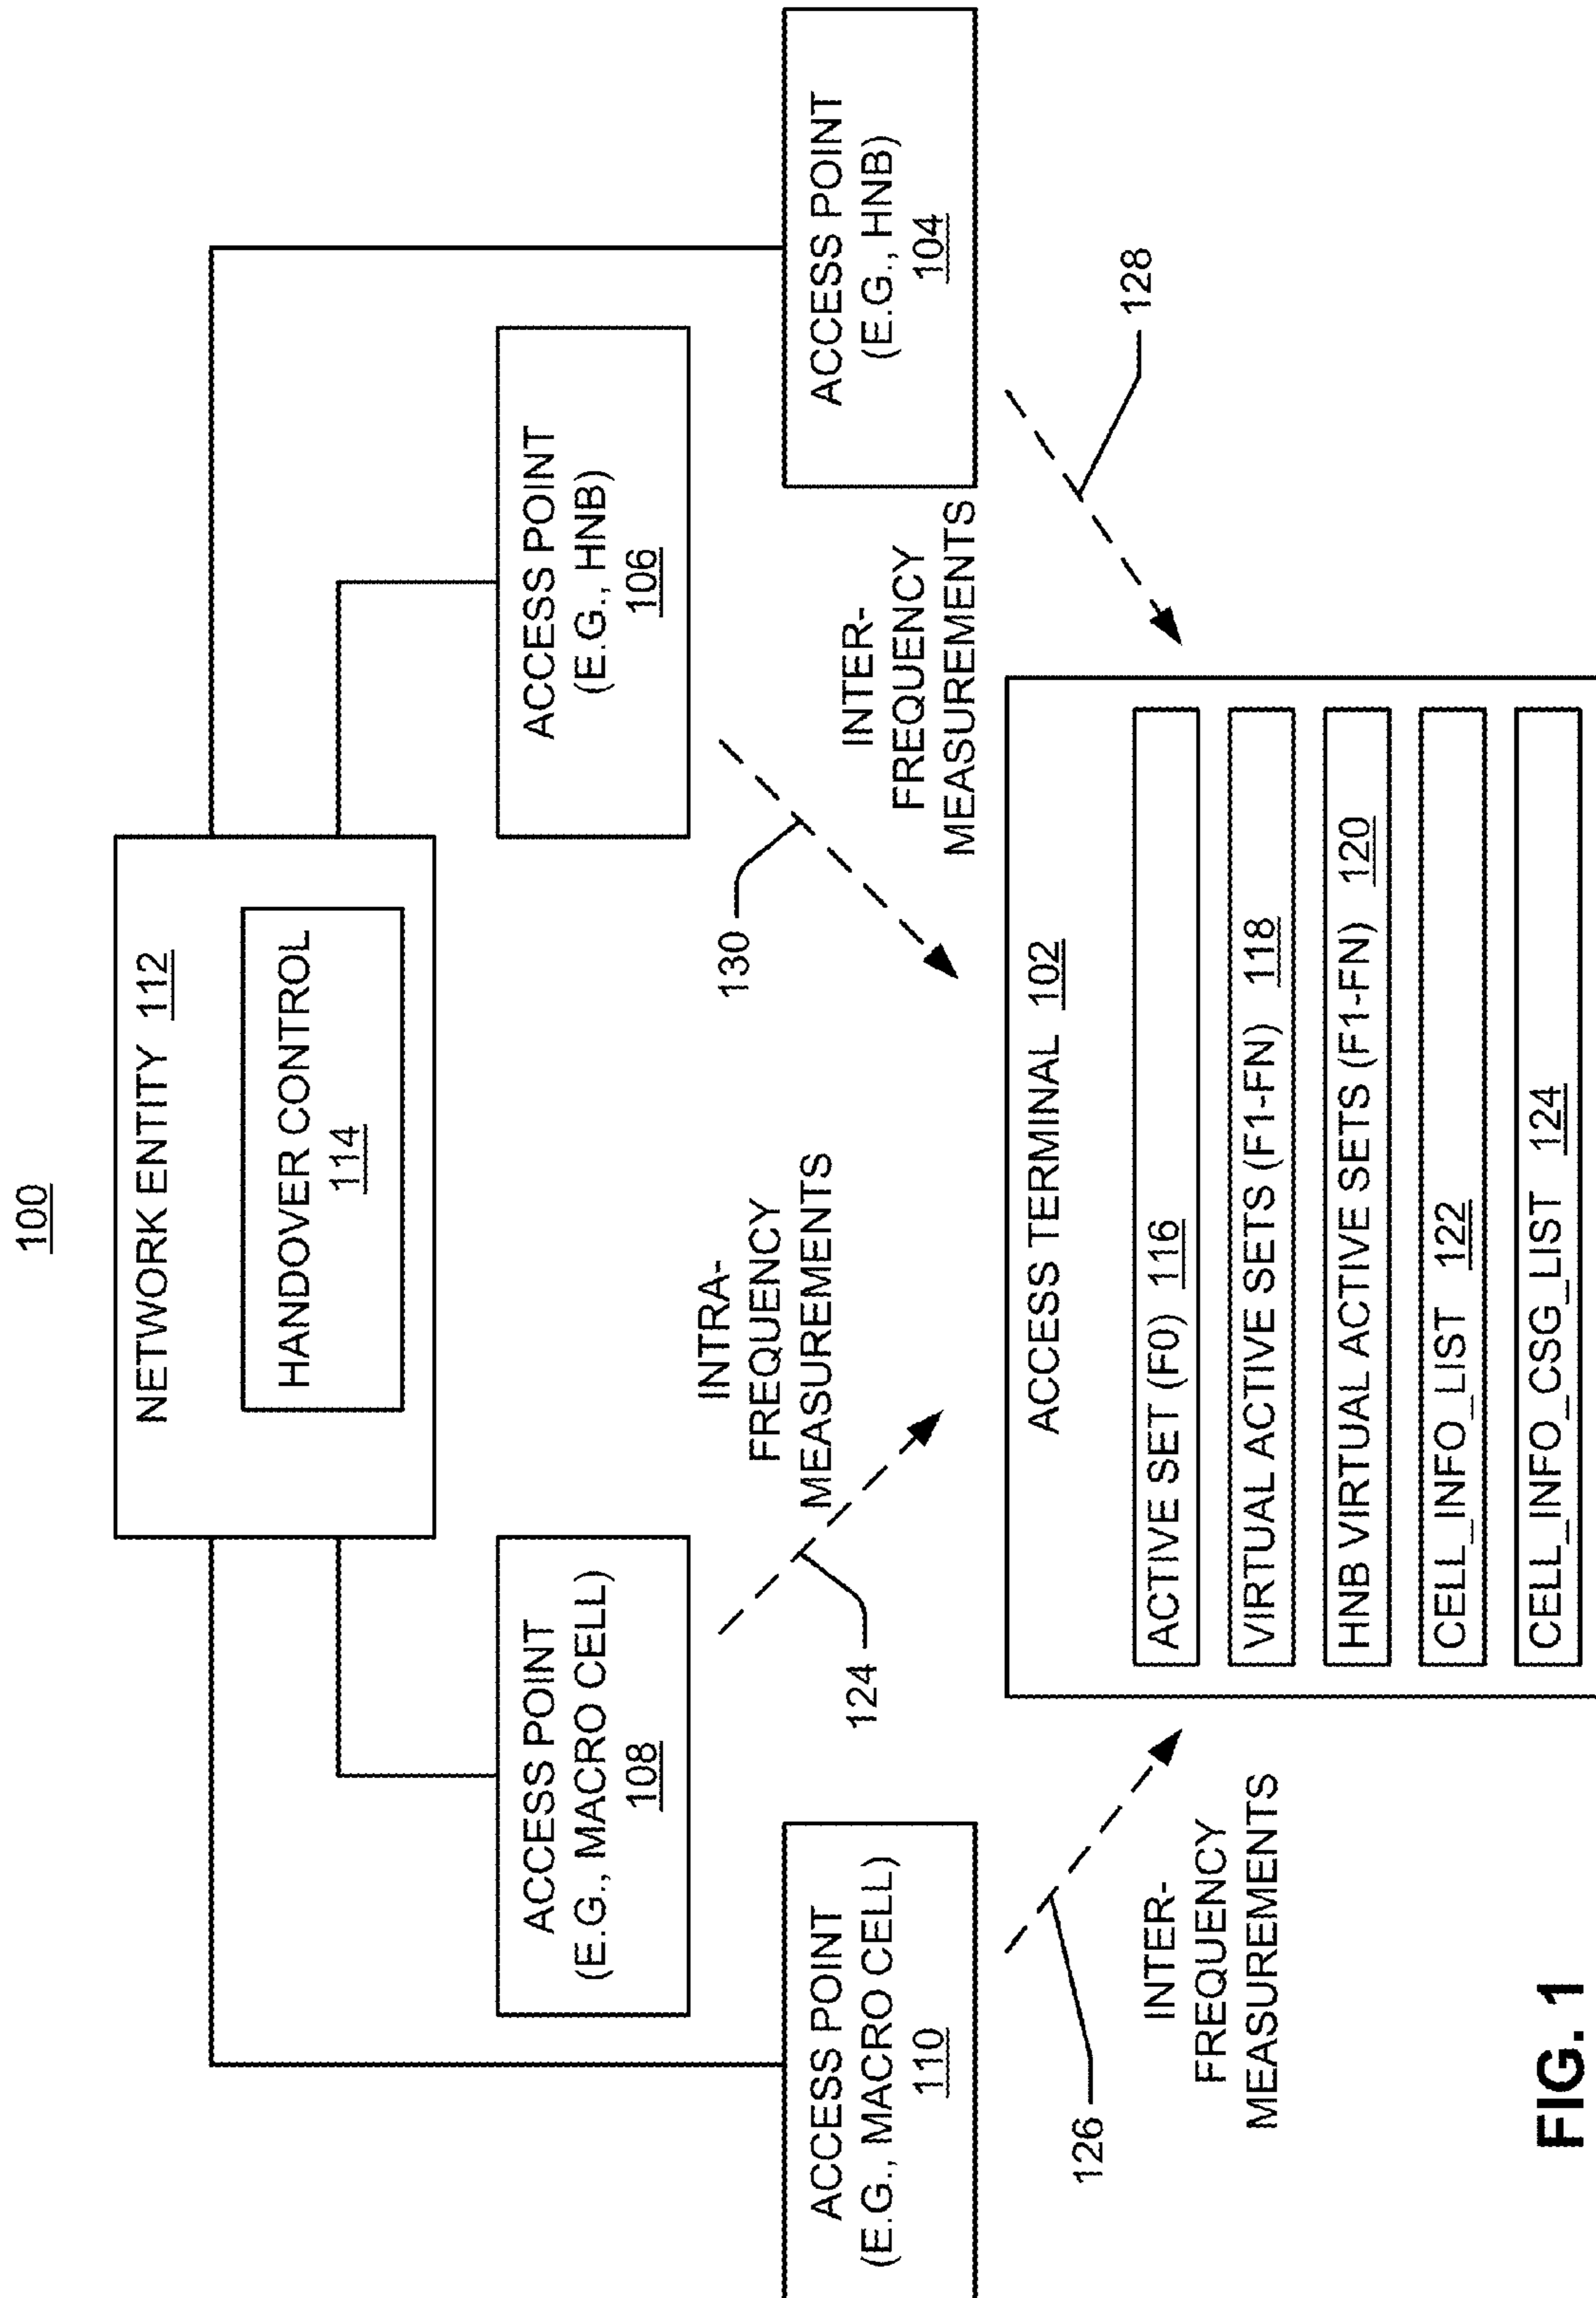 100
NETWORK ENTITY 112
HANDOVER CONTROL
114
ACCESS POINT
(E.G., MACRO CELL)
108
ACCESS POINT
(E.G., HNB)
106
ACCESS POINT
(E.G., MACRO CELL)
110
ACCESS POINT
(E.G., HNB)
104
INTRA-
FREQUENCY
MEASUREMENTS
124
130
INTER-
FREQUENCY
MEASUREMENTS
128
126
INTER-
FREQUENCY
MEASUREMENTS
ACCESS TERMINAL 102
ACTIVE SET (F0) 116
VIRTUAL ACTIVE SETS (F1-FN) 118
HNB VIRTUAL ACTIVE SETS (F1-FN) 120
CELL_INFO_LIST 122
CELL_INFO_CSG_LIST 124
FIG. 1